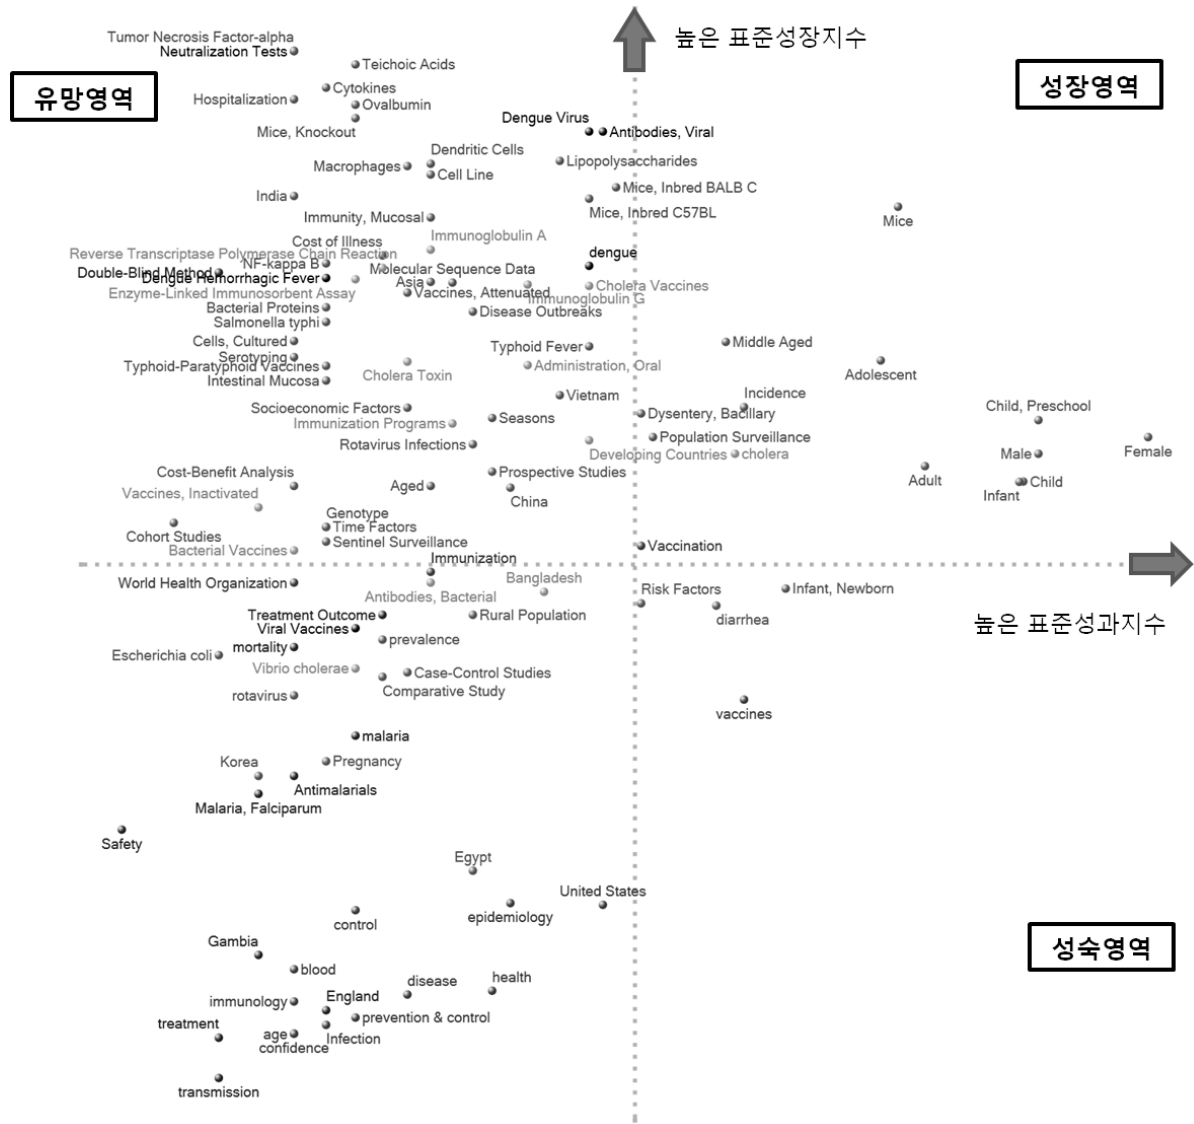 Tumor Necrosis Factor-alpha
높은 표준성장지수
Neutralization Tests
Teichoic Acids
성장영역
유망영역
Cytokines
Hospitalization
Ovalbumin
Dengue Virus
Mice, Knockout
Antibodies, Viral
Dendritic Cells
Lipopolysaccharides
Macrophages
Cell Line
Mice, Inbred BALB C
India
Mice, Inbred C57BL
Immunity, Mucosal
Mice
Immunoglobulin A
Cost of Illness
Reverse Transcriptase Polymerase Chain Reaction
dengue
NF-kappa B
Molecular Sequence Data
Double-Blind Method
Dengue Hemorrhagic Fever
Asia
Cholera Vaccines
Enzyme-Linked Immunosorbent Assay
Vaccines, Attenuated
Immunoglobulin G
Bacterial Proteins
Disease Outbreaks
Salmonella typhi
Cells, Cultured
Middle Aged
Typhoid Fever
Serotyping
Typhoid-Paratyphoid Vaccines
Administration, Oral
Cholera Toxin
Adolescent
Intestinal Mucosa
Vietnam
Incidence
Socioeconomic Factors
Child, Preschool
Dysentery, Bacillary
Immunization Programs
Seasons
Population Surveillance
Rotavirus Infections
Developing Countries
cholera
Male
Female
Cost-Benefit Analysis
Prospective Studies
Adult
Vaccines, Inactivated
Aged
Child
Infant
China
Genotype
Time Factors
Cohort Studies
Sentinel Surveillance
Vaccination
Bacterial Vaccines
Immunization
World Health Organization
Bangladesh
Risk Factors
Infant, Newborn
Antibodies, Bacterial
Treatment Outcome
Rural Population
diarrhea
높은 표준성과지수
Viral Vaccines
prevalence
mortality
Escherichia coli
Vibrio cholerae
Case-Control Studies
Comparative Study
rotavirus
vaccines
malaria
Korea
Pregnancy
Antimalarials
Malaria, Falciparum
Safety
Egypt
United States
control
epidemiology
Gambia
성숙영역
blood
disease
health
immunology
England
prevention & control
treatment
age
Infection
confidence
transmission